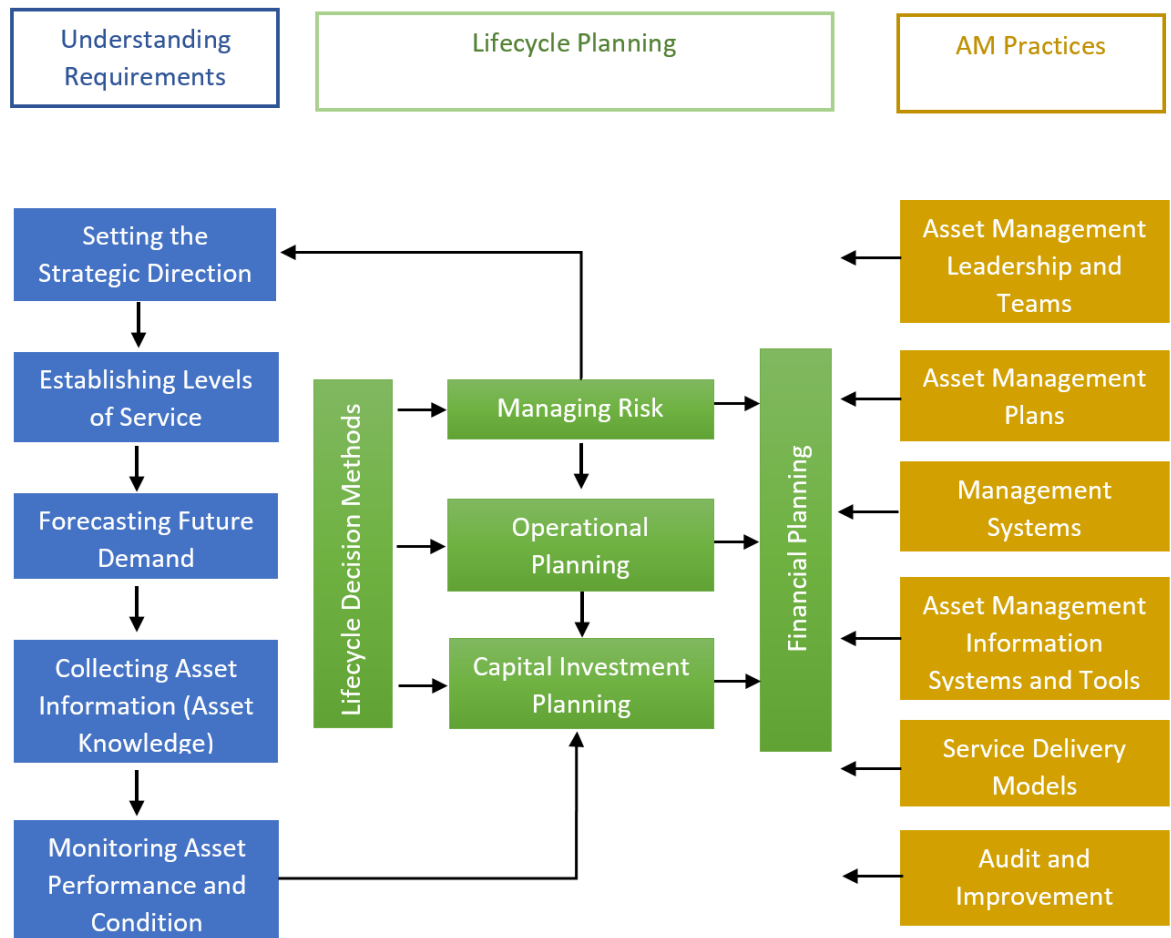 Understanding
Requirements
Lifecycle Planning
AM Practices
Setting the
Strategic Direction
Establishing Levels
of Service
Forecasting Future
Demand
Collecting Asset
Information (Asset
Knowledge)
Monitoring Asset
Performance and
Condition
Lifecycle Decision Methods
Managing Risk
Operational
Planning
Capital Investment
Planning
Financial Planning
Asset Management
Leadership and
Teams
Asset Management
Plans
Management
Systems
Asset Management
Information
Systems and Tools
Service Delivery
Models
Audit and
Improvement